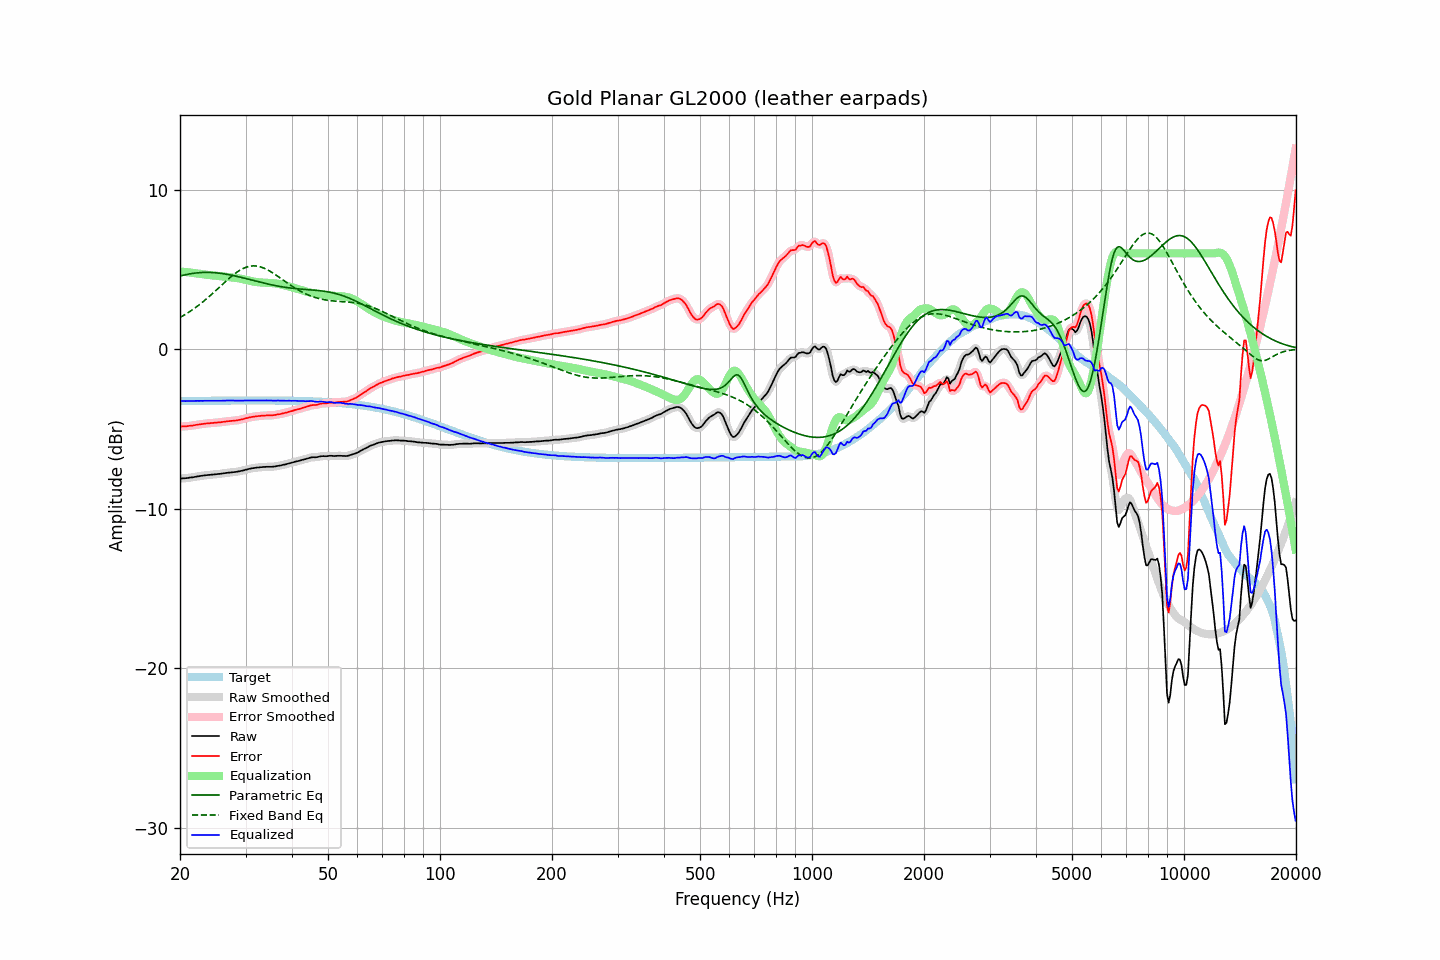 Gold Planar GL2000 (leather earpads)
Amplitude (dBr)
10
0
−10
−20
−30
Target
Raw Smoothed
Error Smoothed
Raw
Error
Equalization
Parametric Eq
Fixed Band Eq
Equalized
20 50 100 200 500 1000 2000 5000 10000 20000
Frequency (Hz)